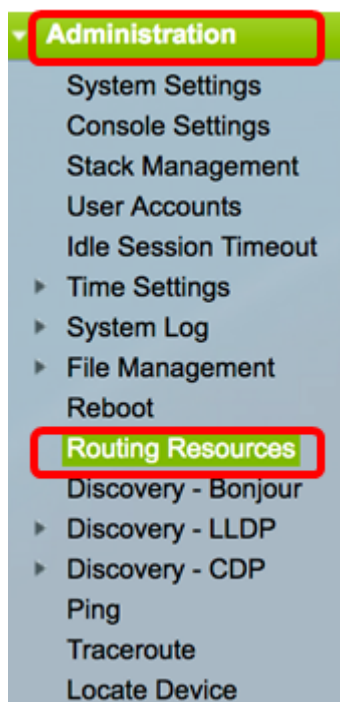 Administration
System Settings
Console Settings
Stack Management
User Accounts
Idle Session Timeout
Time Settings
System Log
File Management
Reboot
Routing Resources
Discovery - Bonjour
Discovery - LLDP
Discovery - CDP
Ping
Traceroute
Locate Device